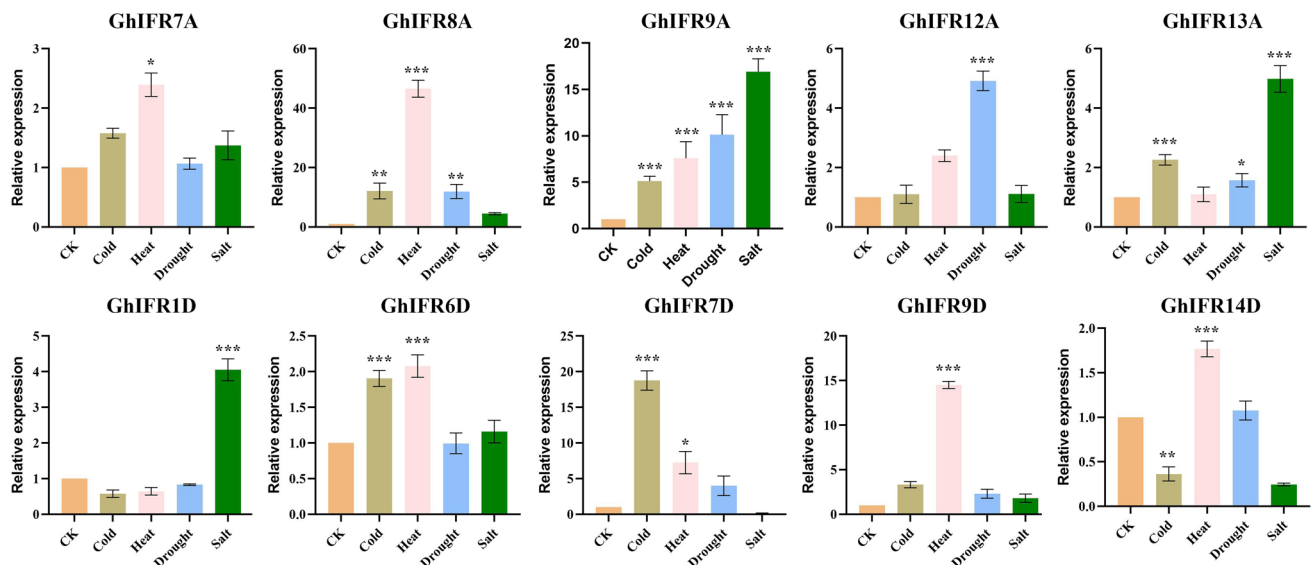 GhIFR7A
Relative expression
3
2
1
0
*
CK
Cold
Heat
Drought
Salt
GhIFR8A
Relative expression
60
40
20
0
**
***
**
CK
Cold
Heat
Drought
Salt
GhIFR9A
Relative expression
20
15
10
5
0
***
***
***
***
CK
Cold
Heat
Drought
Salt
GhIFR12A
Relative expression
6
4
2
0
***
CK
Cold
Heat
Drought
Salt
GhIFR13A
Relative expression
6
4
2
0
***
*
***
CK
Cold
Heat
Drought
Salt
GhIFR1D
Relative expression
5
4
3
2
1
0
***
CK
Cold
Heat
Drought
Salt
GhIFR6D
Relative expression
2.5
2.0
1.5
1.0
0.5
0.0
***
***
CK
Cold
Heat
Drought
Salt
GhIFR7D
Relative expression
25
20
15
10
5
0
***
*
CK
Cold
Heat
Drought
Salt
GhIFR9D
Relative expression
20
15
10
5
0
***
CK
Cold
Heat
Drought
Salt
GhIFR14D
Relative expression
2.0
1.5
1.0
0.5
0.0
**
***
CK
Cold
Heat
Drought
Salt